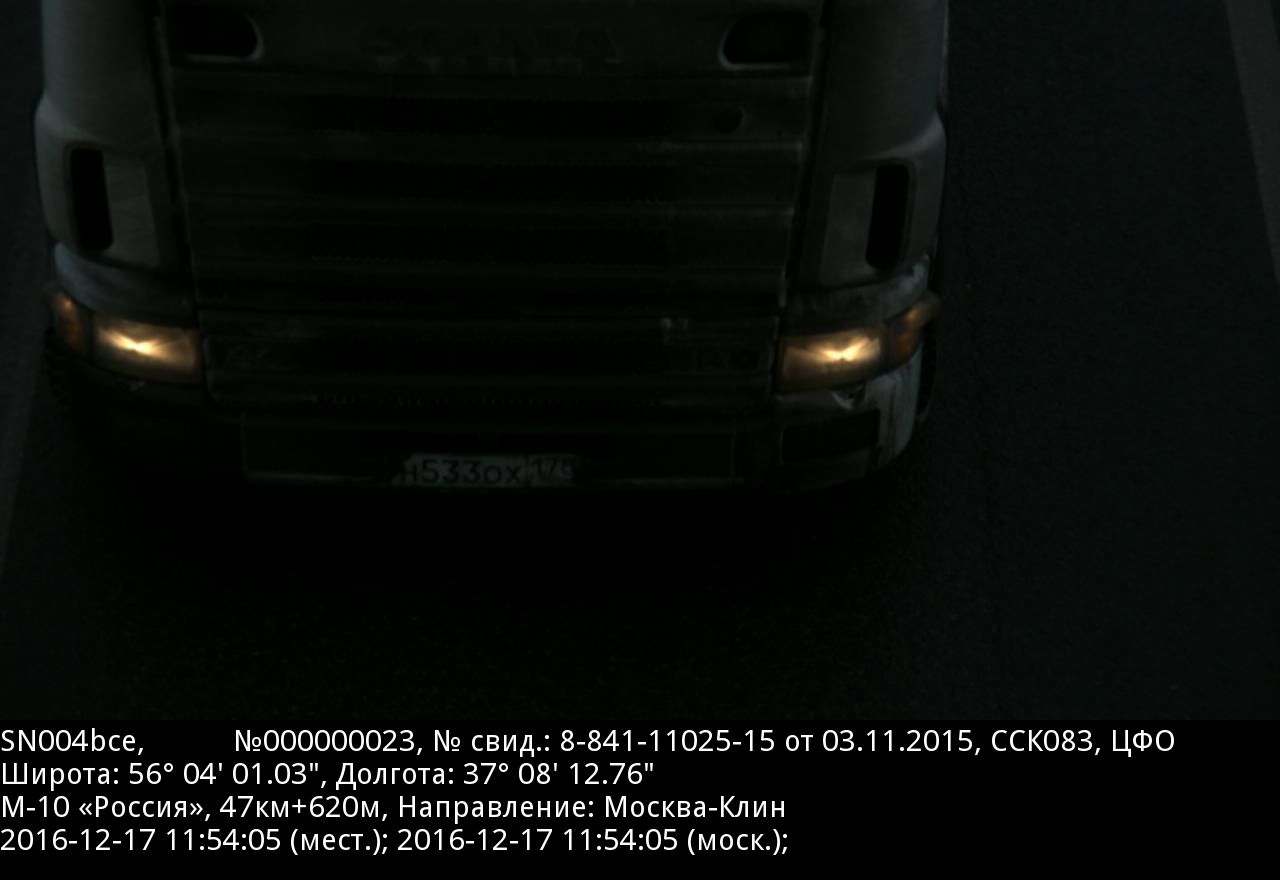 SCANIA
Н533ОХ 178
SN004bce, №000000023, № свид.: 8-841-11025-15 от 03.11.2015, ССК083, ЦФО
Широта: 56° 04' 01.03", Долгота: 37° 08' 12.76"
М-10 «Россия», 47км+620м, Направление: Москва-Клин
2016-12-17 11:54:05 (мест.); 2016-12-17 11:54:05 (моск.);